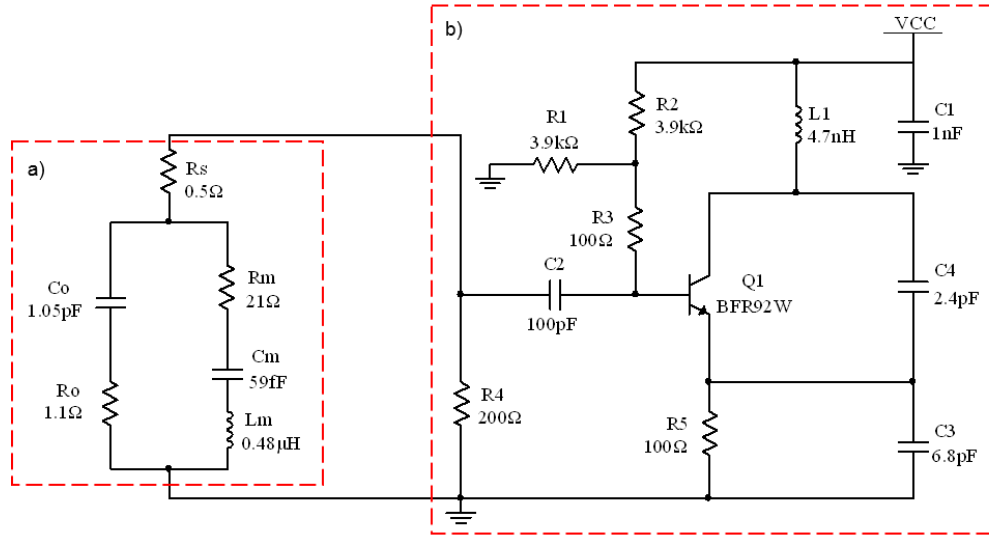 b)
VCC
R1
3.9kΩ
R2
3.9kΩ
L1
4.7nH
C1
1nF
a)
Rs
0.5Ω
R3
100Ω
Co
1.05pF
Rm
21Ω
C2
100pF
Q1
BFR92W
C4
2.4pF
Ro
1.1Ω
Cm
59fF
Lm
0.48µH
R4
200Ω
R5
100Ω
C3
6.8pF